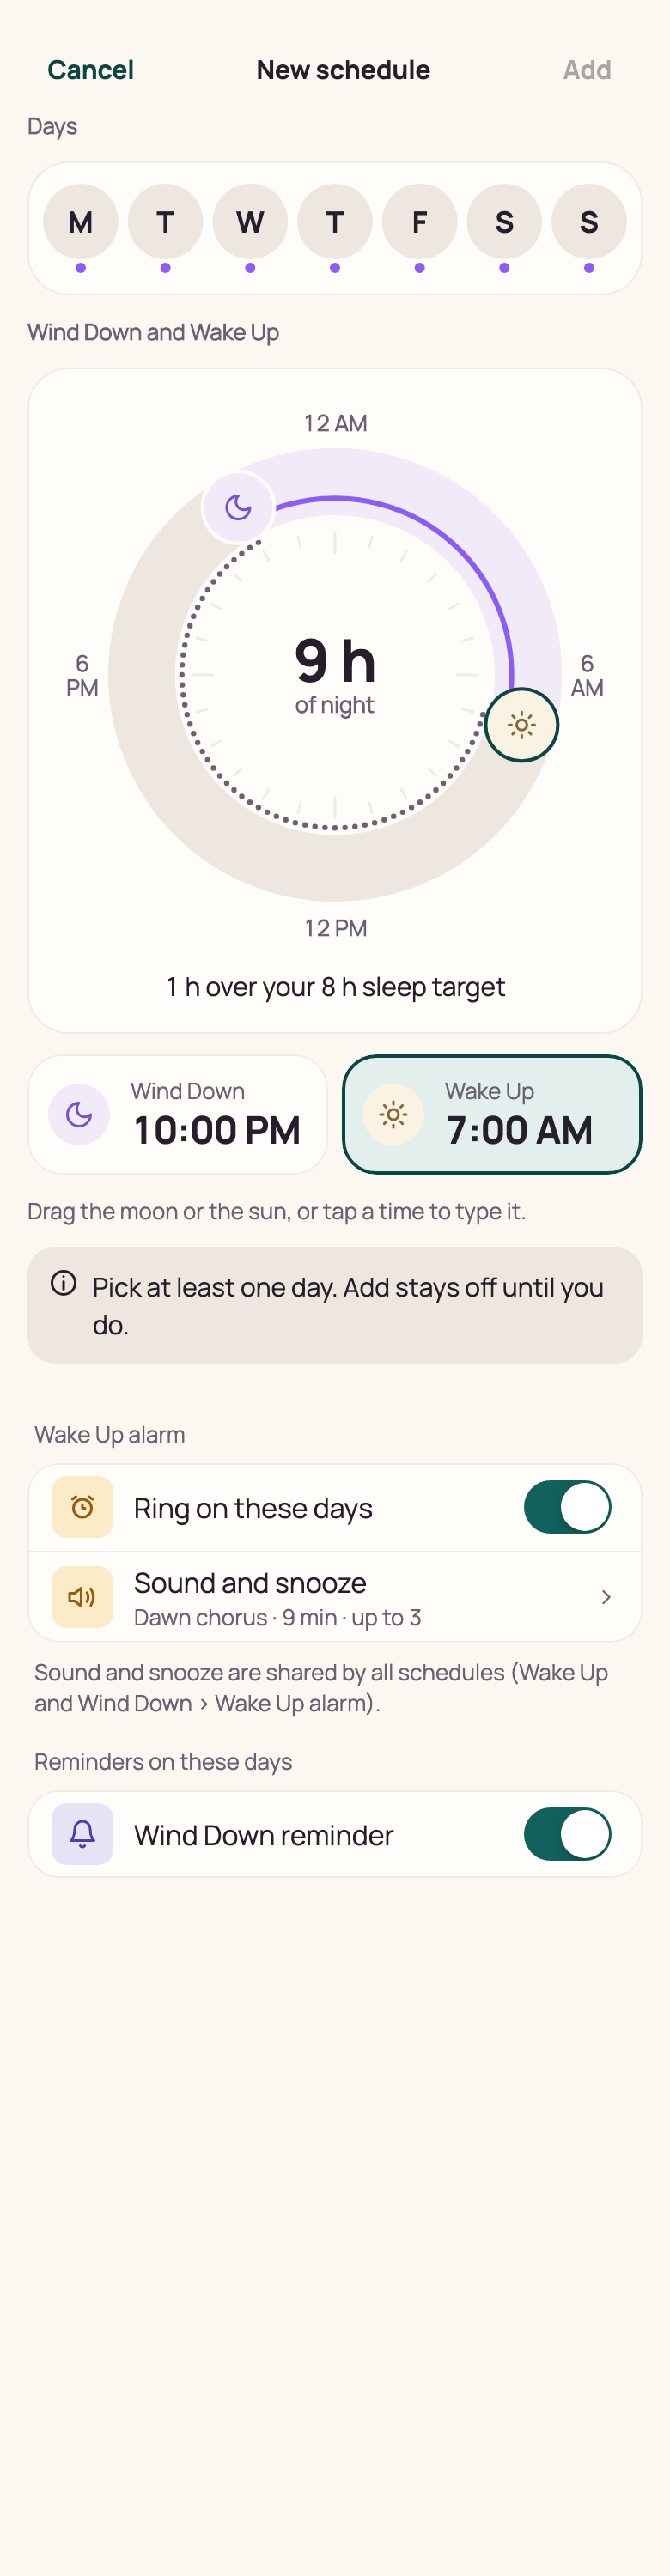 Cancel New schedule Add
Days
M T W T F S S
Wind Down and Wake Up
12 AM
6
PM
9 h
of night
6
AM
12 PM
1 h over your 8 h sleep target
Wind Down
10:00 PM
Wake Up
7:00 AM
Drag the moon or the sun, or tap a time to type it.
Pick at least one day. Add stays off until you
do.
Wake Up alarm
Ring on these days
Sound and snooze
Dawn chorus · 9 min · up to 3
Sound and snooze are shared by all schedules (Wake Up
and Wind Down › Wake Up alarm).
Reminders on these days
Wind Down reminder